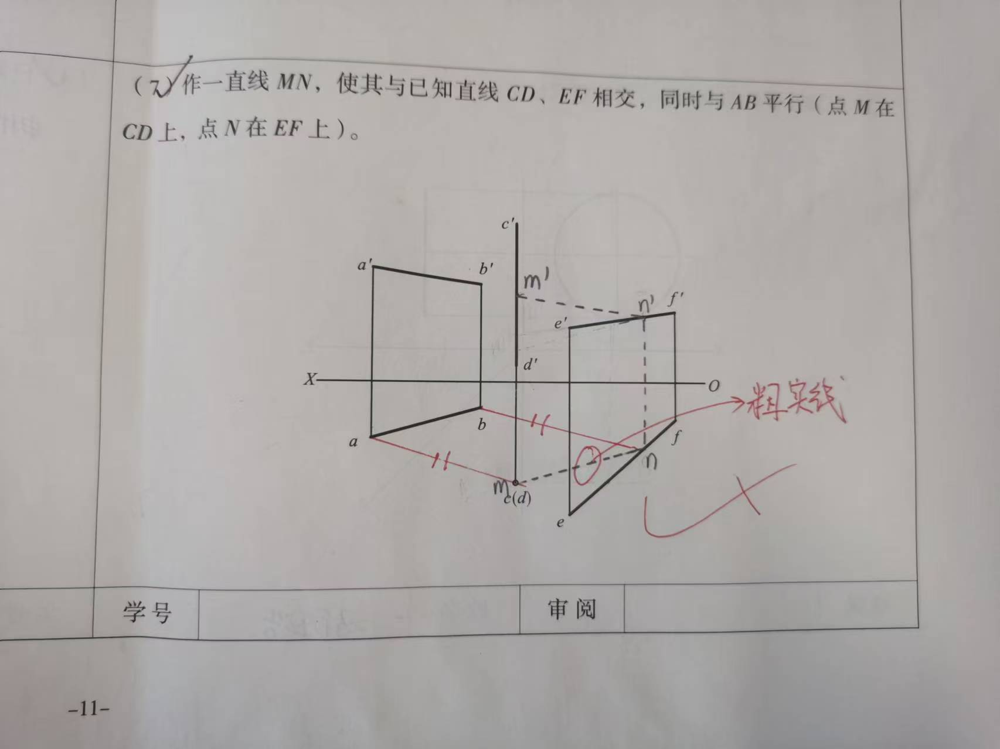 (7) 作一直线 MN，使其与已知直线 CD、EF 相交，同时与 AB 平行（点 M 在
CD 上，点 N 在 EF 上）。
c'
a'
b'
m'
n'
f'
e'
d'
X
O
粗实线
b
a
f
n
m
c(d)
e
学号
审阅
-11-